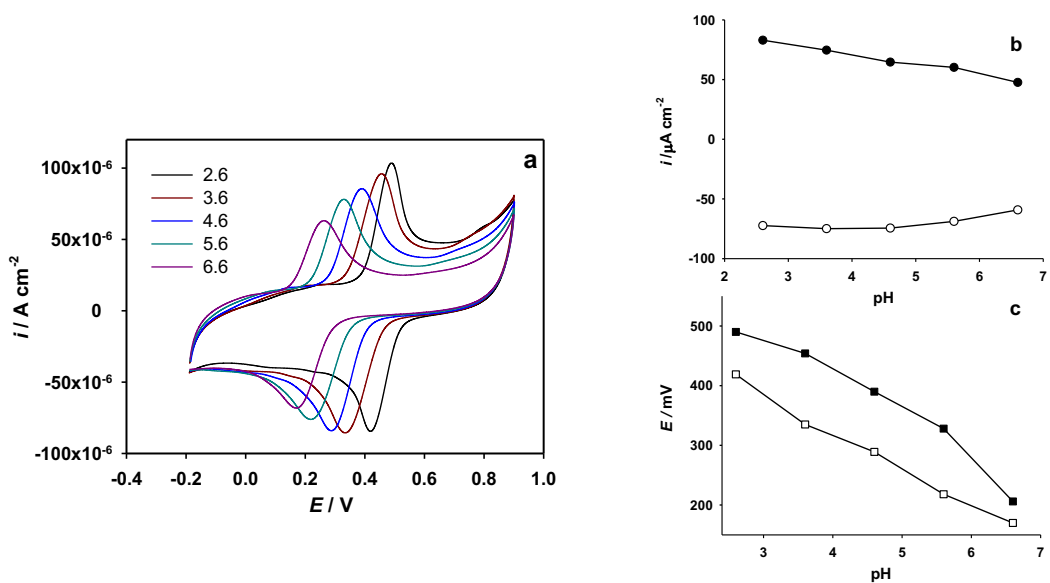 a
2.6
3.6
4.6
5.6
6.6
100x10⁻⁶
50x10⁻⁶
0
-50x10⁻⁶
-100x10⁻⁶
i / A cm⁻²
-0.4 -0.2 0.0 0.2 0.4 0.6 0.8 1.0
E / V
b
100
50
0
-50
-100
i /µA cm⁻²
2 3 4 5 6 7
pH
c
500
400
300
200
E / mV
3 4 5 6 7
pH